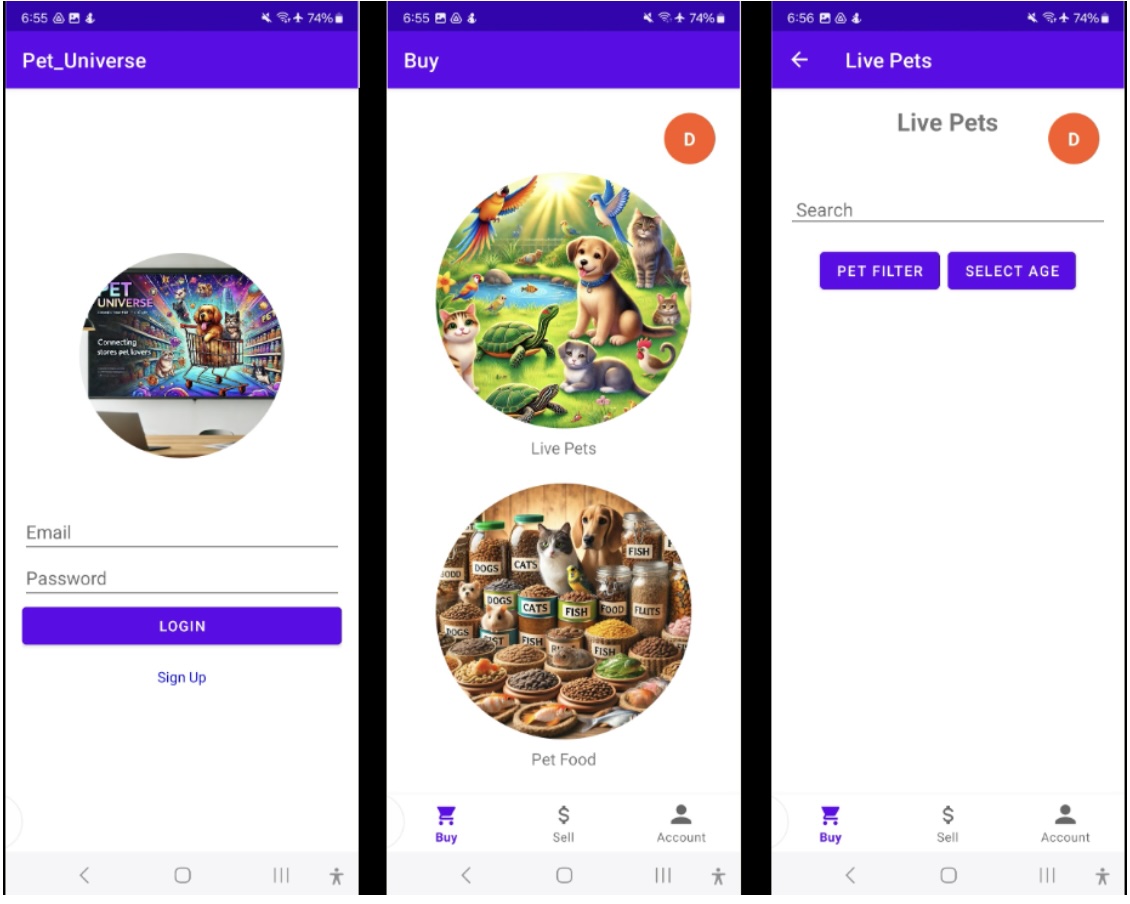 6:55
74%
Pet_Universe
PET
UNIVERSE
Connecting
stores pet lovers
Email
Password
LOGIN
Sign Up
6:55
74%
Buy
D
Live Pets
FISH
DOGS
CATS
DOGS
CATS
FISH
FOOD
FUITS
DOGS
FISH
FISH
Pet Food
Buy
Sell
Account
6:56
74%
Live Pets
Live Pets
D
Search
PET FILTER
SELECT AGE
Buy
Sell
Account